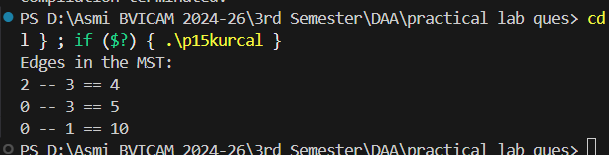 compilation terminated.
PS D:\Asmi BVICAM 2024-26\3rd Semester\DAA\practical lab ques> cd
l } ; if ($?) { .\p15kurcal }
Edges in the MST:
2 -- 3 == 4
0 -- 3 == 5
0 -- 1 == 10
PS D:\Asmi BVICAM 2024-26\3rd Semester\DAA\practical lab ques>